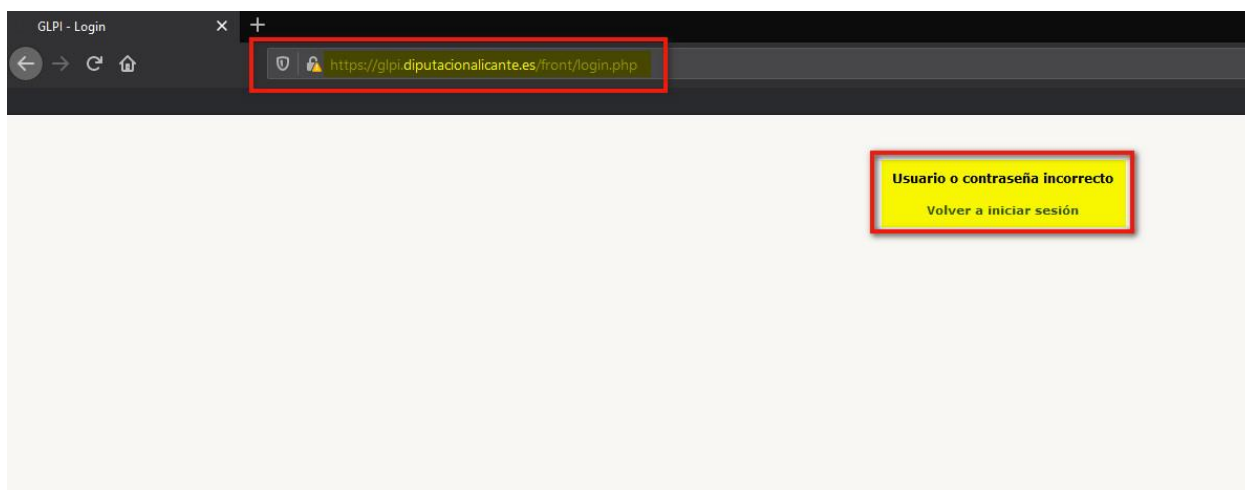 GLPI - Login
https://glpi.diputacionalicante.es/front/login.php
Usuario o contraseña incorrecto
Volver a iniciar sesión